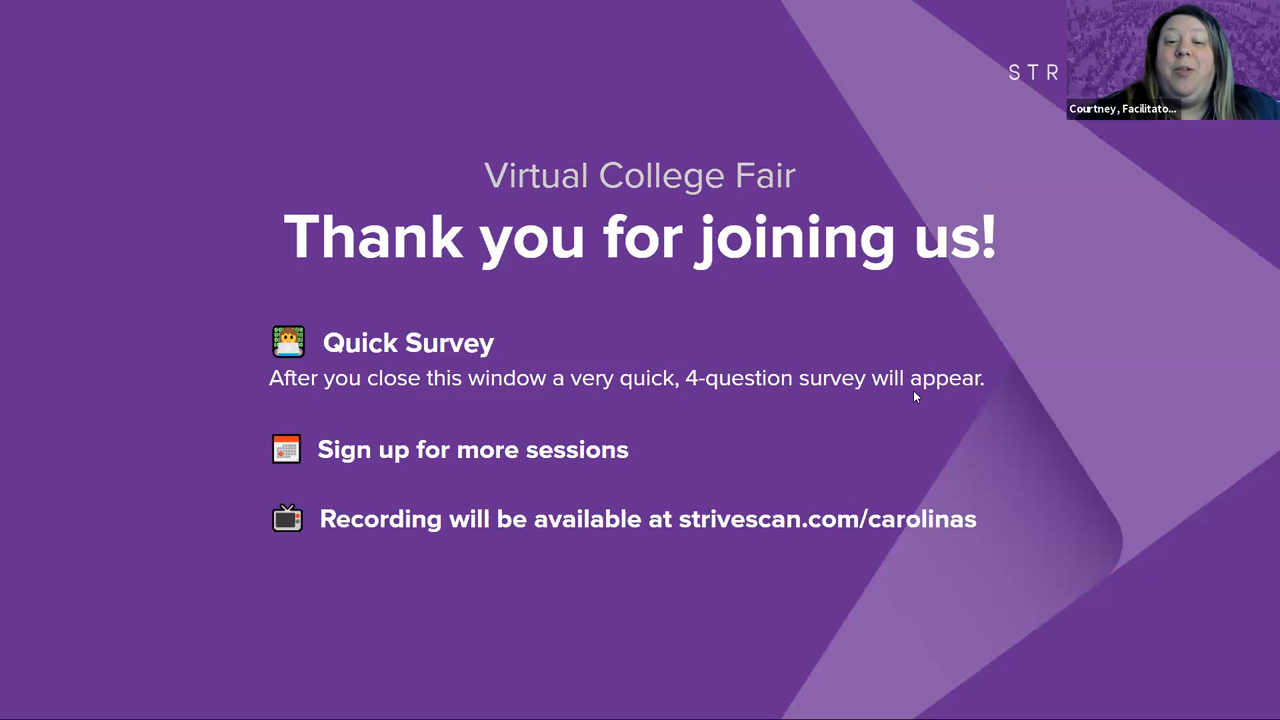 STR
Courtney, Facilitato...
Virtual College Fair
Thank you for joining us!
Quick Survey
After you close this window a very quick, 4-question survey will appear.
Sign up for more sessions
Recording will be available at strivescan.com/carolinas